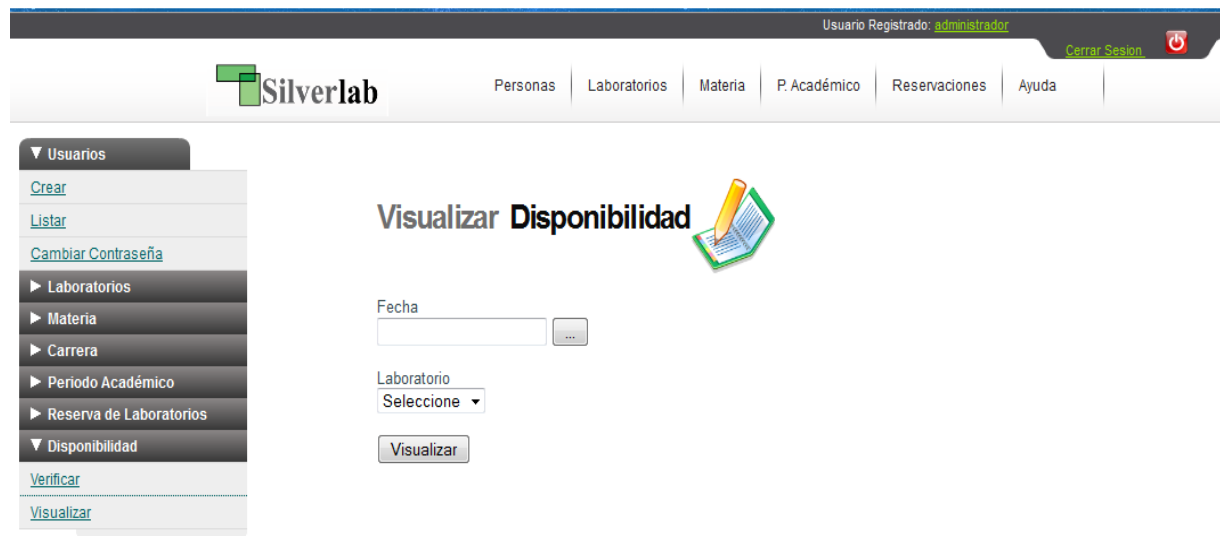 Usuario Registrado: administrador
Cerrar Sesion
Silverlab
Personas
Laboratorios
Materia
P. Académico
Reservaciones
Ayuda
▼ Usuarios
Crear
Listar
Cambiar Contraseña
▶ Laboratorios
▶ Materia
▶ Carrera
▶ Periodo Académico
▶ Reserva de Laboratorios
▼ Disponibilidad
Verificar
Visualizar
Visualizar Disponibilidad
Fecha
...
Laboratorio
Seleccione
Visualizar